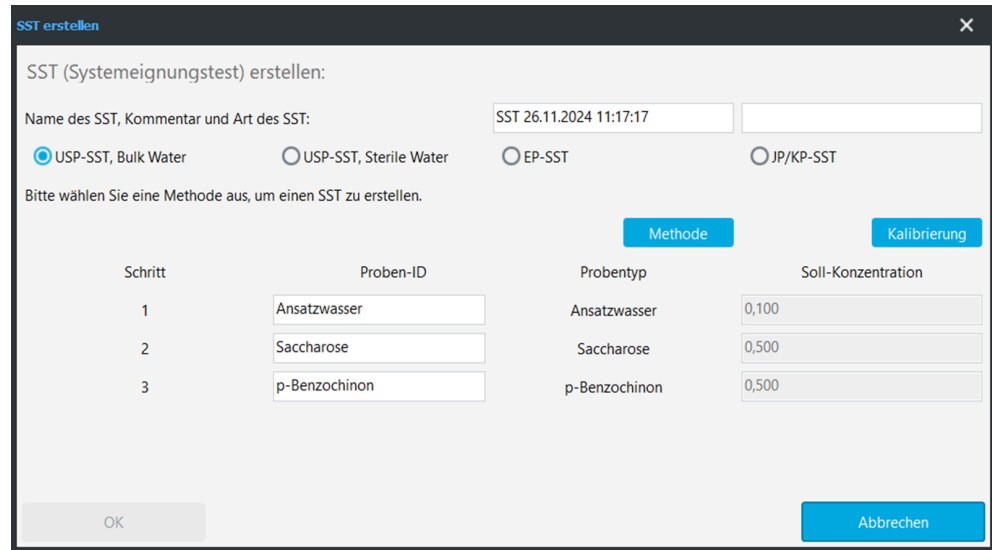 SST erstellen
SST (Systemeignungstest) erstellen:
Name des SST, Kommentar und Art des SST: SST 26.11.2024 11:17:17
USP-SST, Bulk Water USP-SST, Sterile Water EP-SST JP/KP-SST
Bitte wählen Sie eine Methode aus, um einen SST zu erstellen.
Methode Kalibrierung
Schritt Proben-ID Probentyp Soll-Konzentration
1 Ansatzwasser Ansatzwasser 0,100
2 Saccharose Saccharose 0,500
3 p-Benzochinon p-Benzochinon 0,500
OK Abbrechen